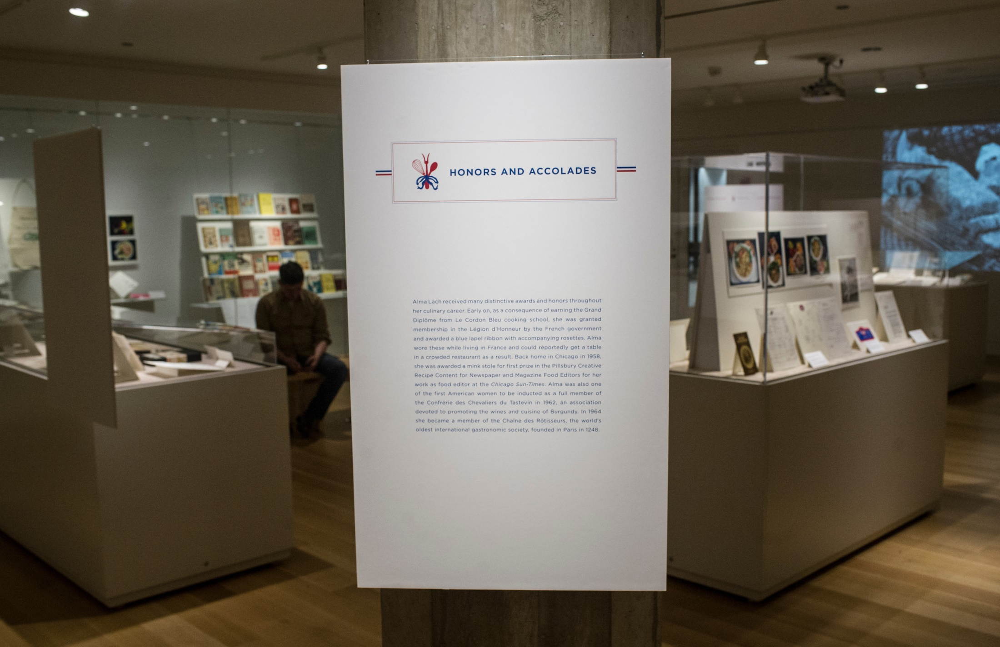 HONORS AND ACCOLADES
Alma Lach received many distinctive awards and honors throughout
her culinary career. Early on, as a consequence of earning the Grand
Diplôme from Le Cordon Bleu cooking school, she was granted
membership in the Légion d'Honneur by the French government
and awarded a blue lapel ribbon with accompanying rosettes. Alma
wore these while living in France and could reportedly get a table
in a crowded restaurant as a result. Back home in Chicago in 1958,
she was awarded a mink stole for first prize in the Pillsbury Creative
Recipe Content for Newspaper and Magazine Food Editors for her
work as food editor at the Chicago Sun-Times. Alma was also one
of the first American women to be inducted as a full member of
the Confrérie des Chevaliers du Tastevin in 1962, an association
devoted to promoting the wines and cuisine of Burgundy. In 1964
she became a member of the Chaîne des Rôtisseurs, the world's
oldest international gastronomic society, founded in Paris in 1248.